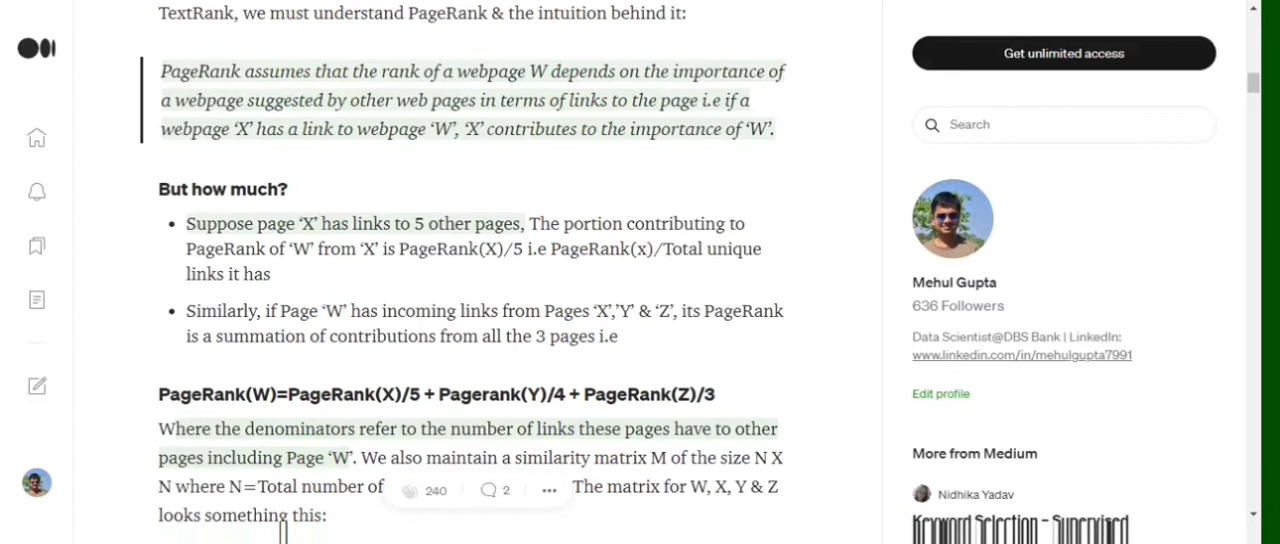 TextRank, we must understand PageRank & the intuition behind it:
PageRank assumes that the rank of a webpage W depends on the importance of
a webpage suggested by other web pages in terms of links to the page i.e if a
webpage ‘X’ has a link to webpage ‘W’, ‘X’ contributes to the importance of ‘W’.
But how much?
• Suppose page ‘X’ has links to 5 other pages, The portion contributing to
PageRank of ‘W’ from ‘X’ is PageRank(X)/5 i.e PageRank(x)/Total unique
links it has
• Similarly, if Page ‘W’ has incoming links from Pages ‘X’,’Y’ & ‘Z’, its PageRank
is a summation of contributions from all the 3 pages i.e
PageRank(W)=PageRank(X)/5 + Pagerank(Y)/4 + PageRank(Z)/3
Where the denominators refer to the number of links these pages have to other
pages including Page ‘W’. We also maintain a similarity matrix M of the size N X
N where N=Total number of
The matrix for W, X, Y & Z
240
2
looks something this:
Get unlimited access
Search
Mehul Gupta
636 Followers
Data Scientist@DBS Bank | LinkedIn:
www.linkedin.com/in/mehulgupta7991
Edit profile
More from Medium
Nidhika Yadav
Keyword Selection – Supervised